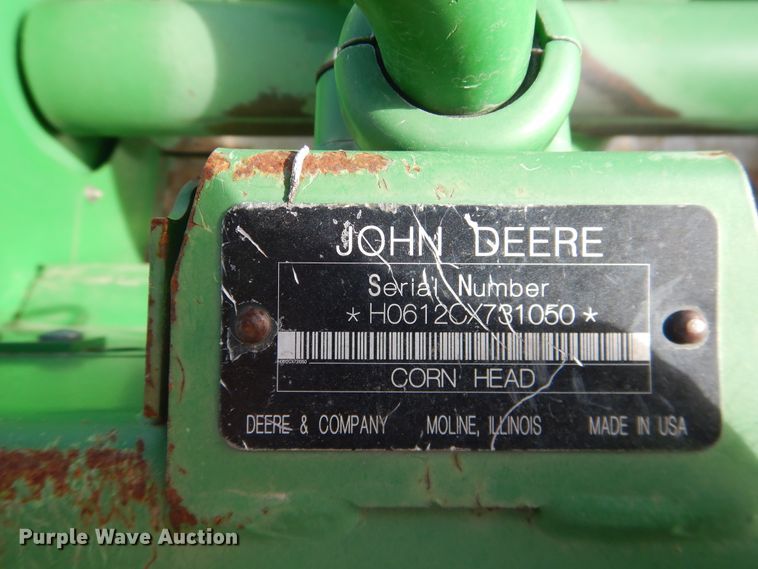 JOHN DEERE
Serial Number
*H0612CX731050*
CORN HEAD
DEERE & COMPANY MOLINE, ILLINOIS MADE IN USA
Purple Wave Auction